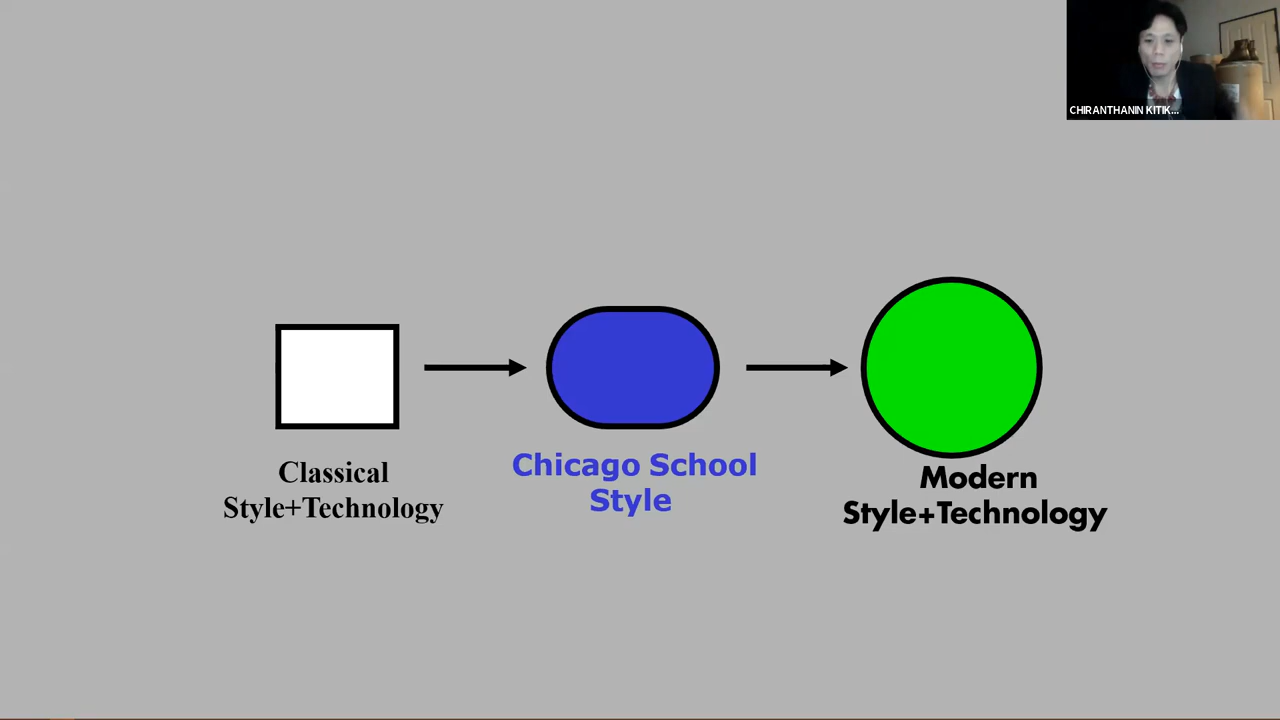 CHIRANTHANIN KITIK...
Classical
Style+Technology
Chicago School
Style
Modern
Style+Technology